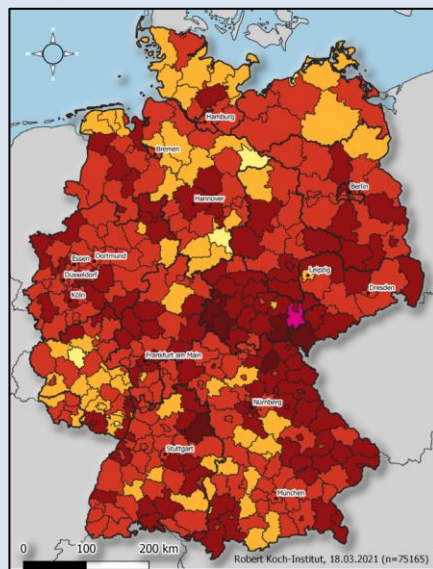 Hamburg
Bremen
Hannover
Berlin
Essen
Dortmund
Düsseldorf
Köln
Leipzig
Dresden
Frankfurt am Main
Nürnberg
Stuttgart
München
0 100 200 km
Robert Koch-Institut, 18.03.2021 (n=75165)